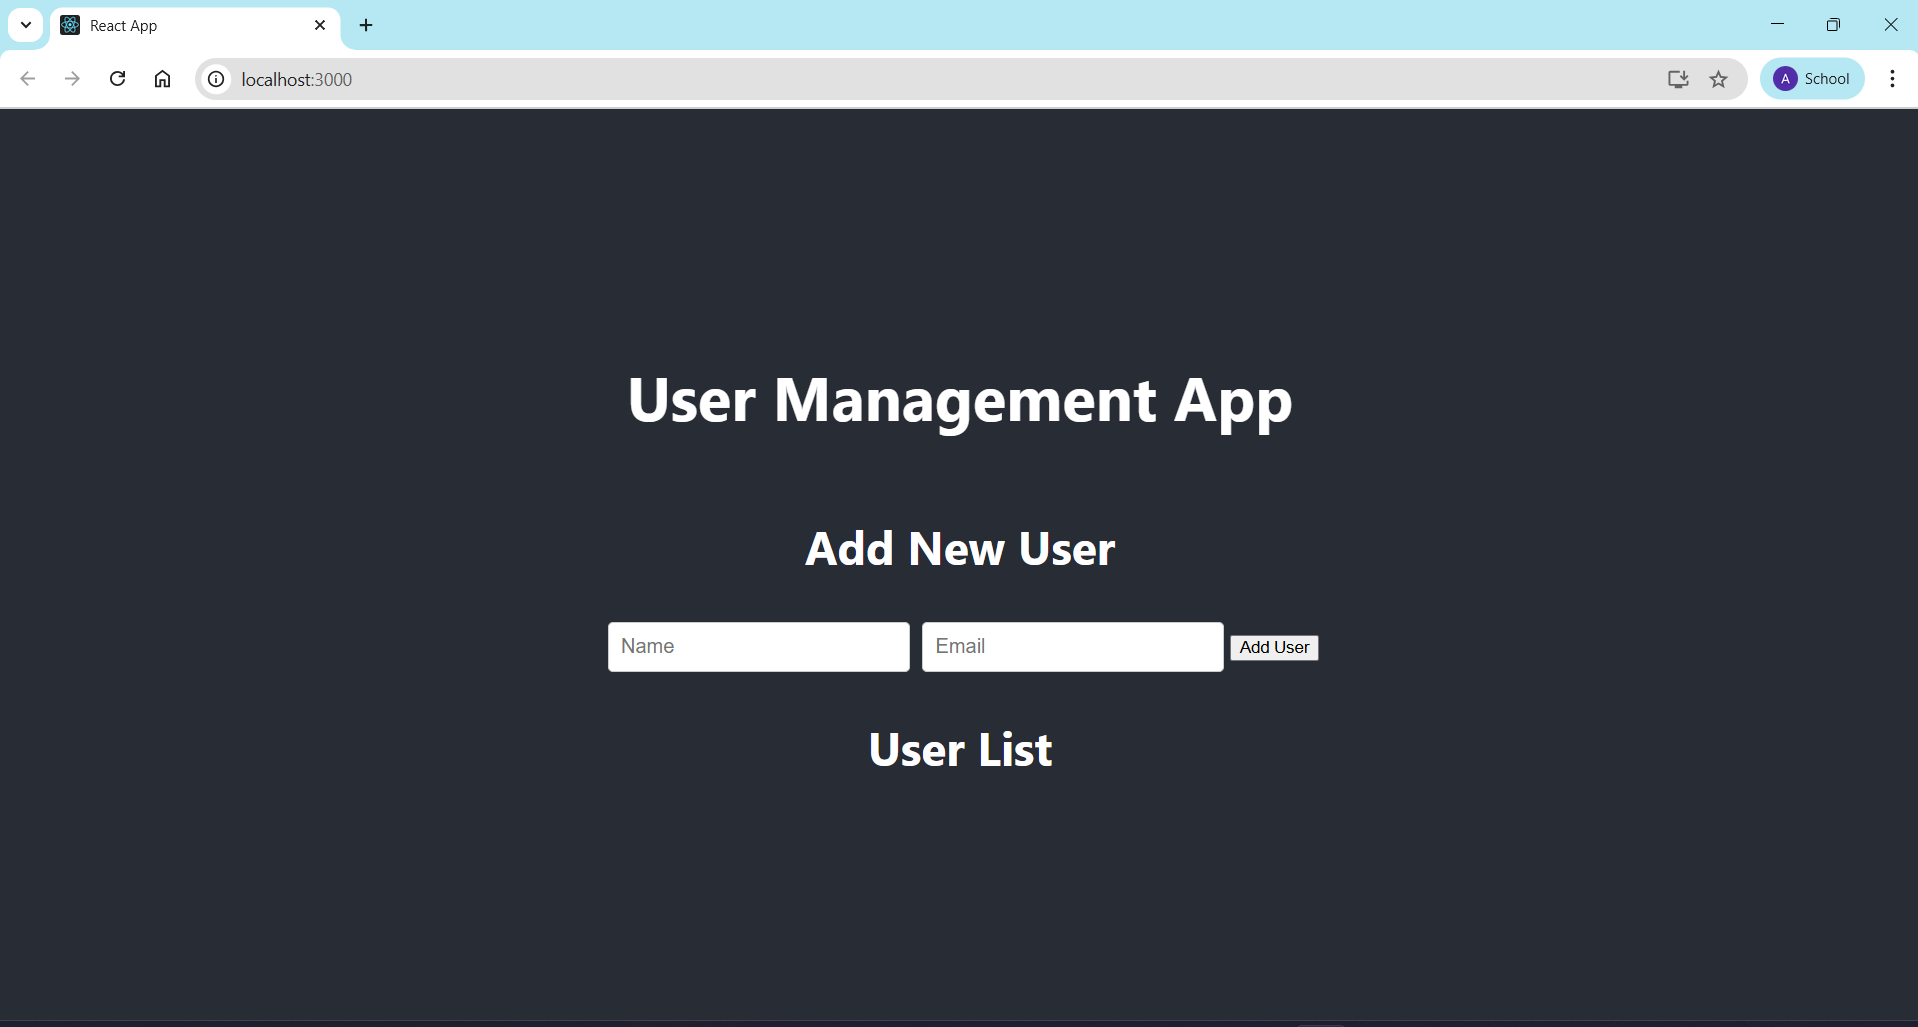 React App
localhost:3000
A School
User Management App
Add New User
Name Email Add User
User List